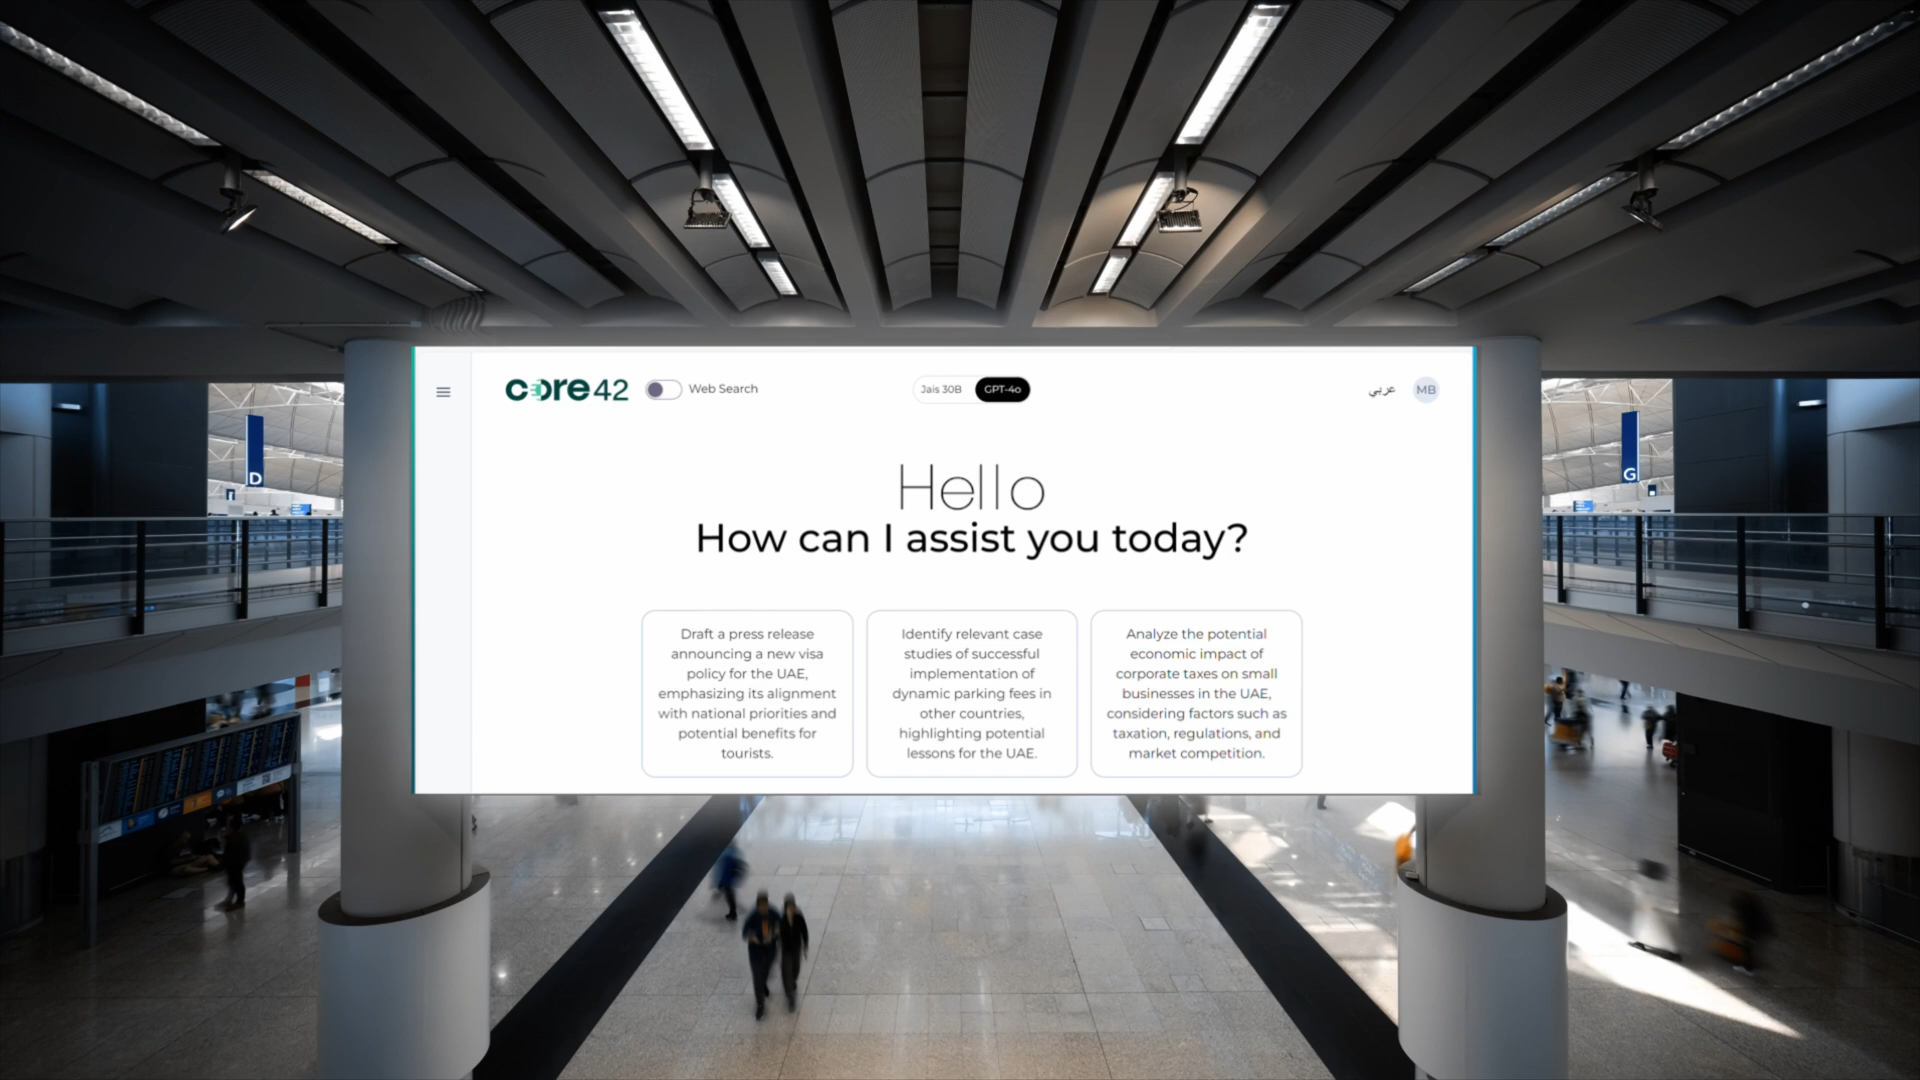 core42
Web Search
Jais 30B
GPT-4o
عربي
MB
Hello
How can I assist you today?
Draft a press release
announcing a new visa
policy for the UAE,
emphasizing its alignment
with national priorities and
potential benefits for
tourists.
Identify relevant case
studies of successful
implementation of
dynamic parking fees in
other countries,
highlighting potential
lessons for the UAE.
Analyze the potential
economic impact of
corporate taxes on small
businesses in the UAE,
considering factors such as
taxation, regulations, and
market competition.
D
G